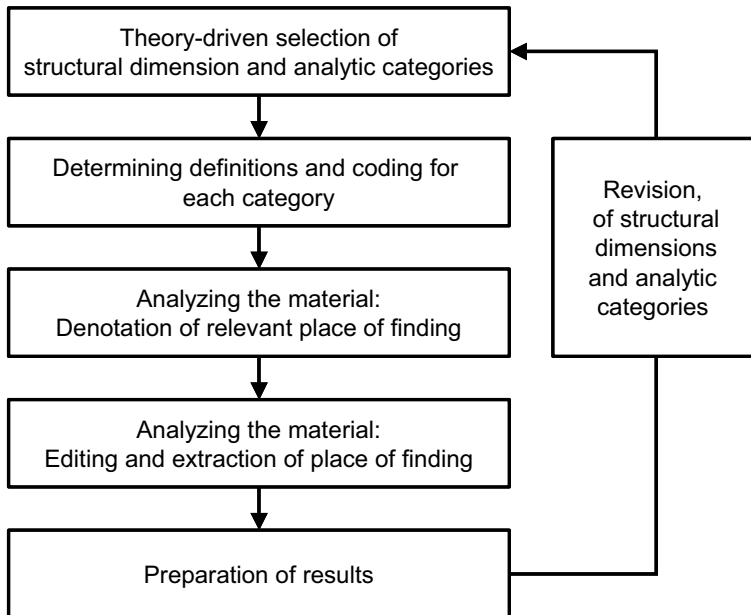 Theory-driven selection of
structural dimension and analytic categories
Determining definitions and coding for
each category
Analyzing the material:
Denotation of relevant place of finding
Analyzing the material:
Editing and extraction of place of finding
Preparation of results
Revision,
of structural
dimensions
and analytic
categories